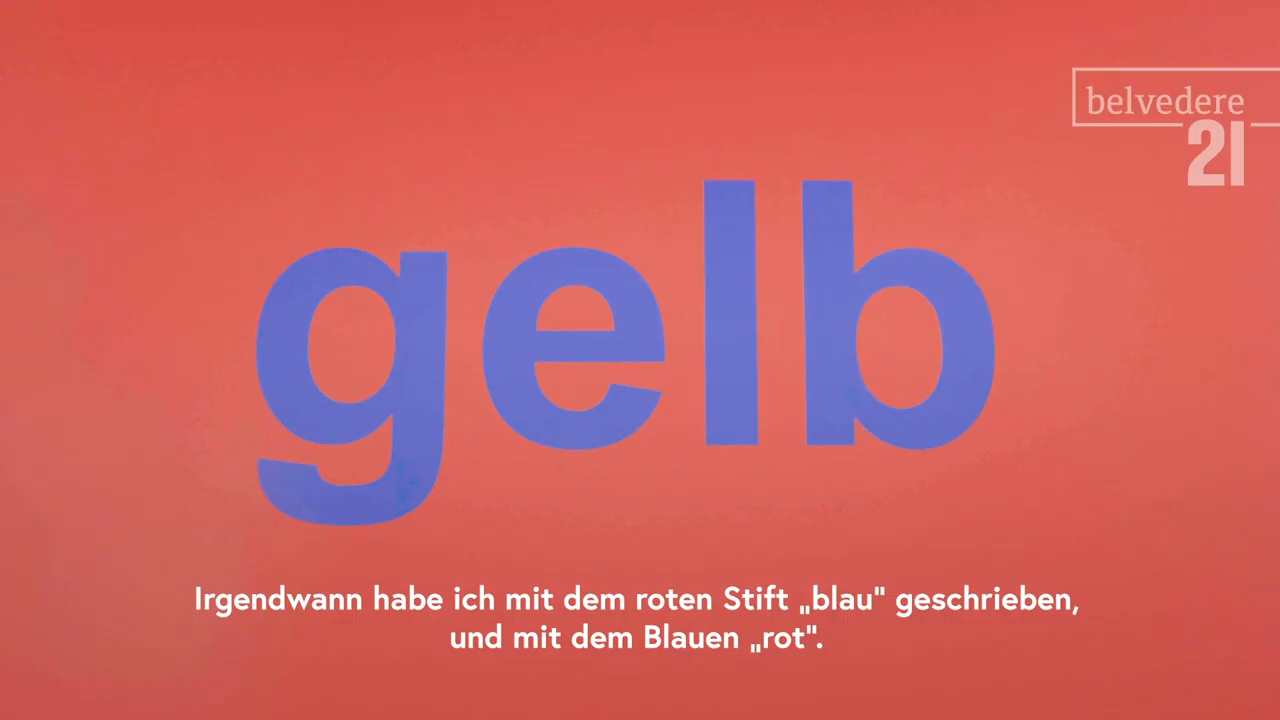 belvedere
21
gelb
Irgendwann habe ich mit dem roten Stift „blau" geschrieben,
und mit dem Blauen „rot".